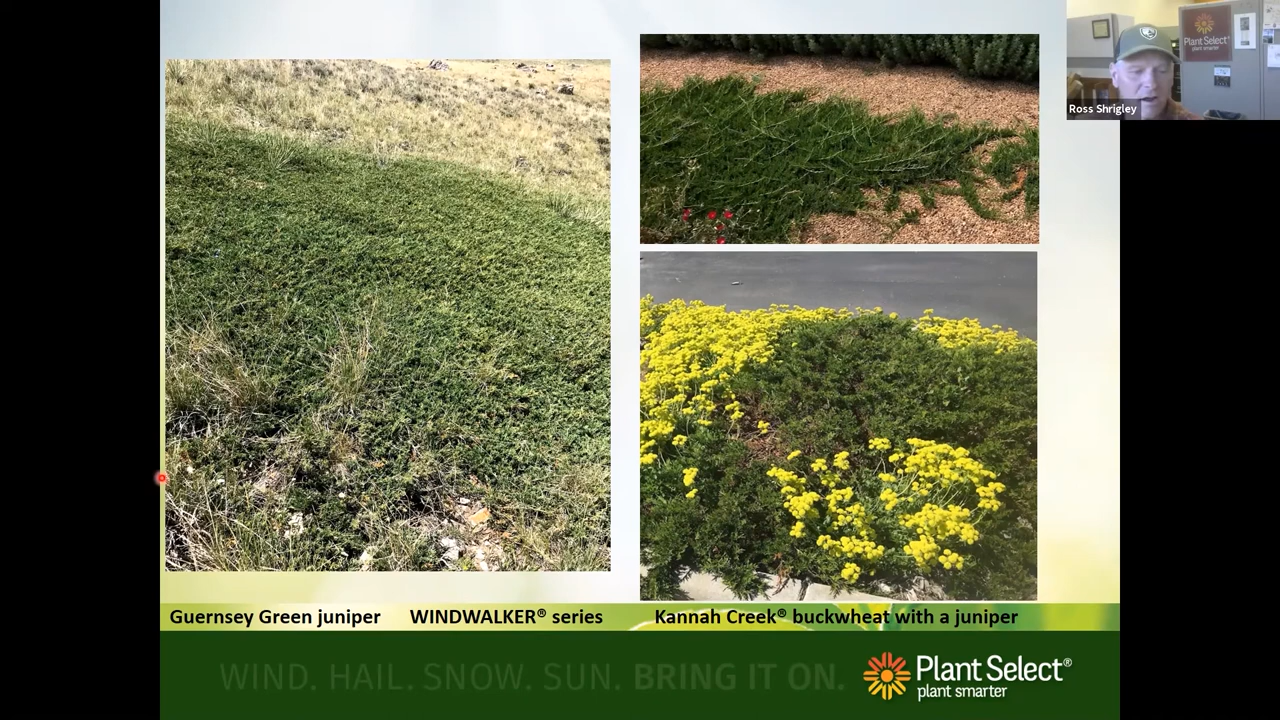 Plant Select
plant smarter
Ross Shrigley
Guernsey Green juniper WINDWALKER® series Kannah Creek® buckwheat with a juniper
WIND. HAIL. SNOW. SUN. BRING IT ON.
Plant Select®
plant smarter